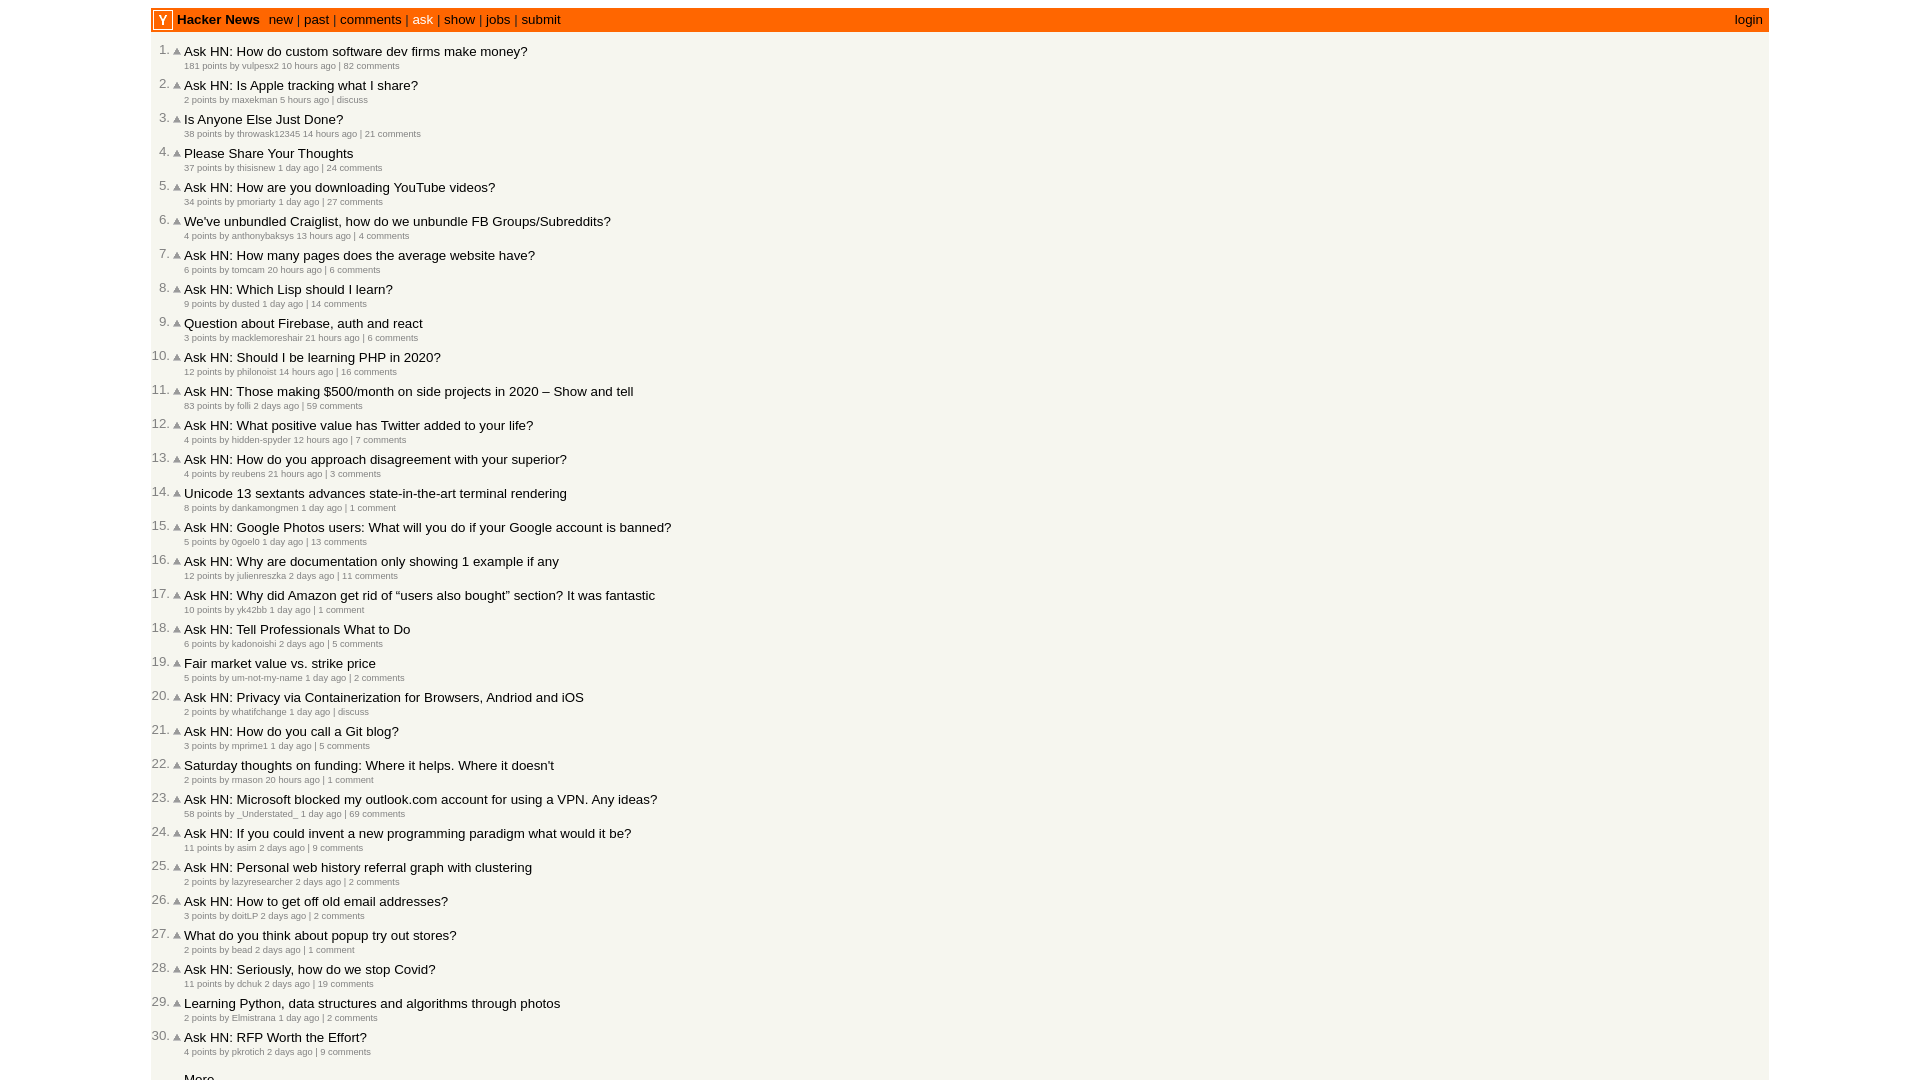 Y Hacker News new | past | comments | ask | show | jobs | submit login
1. Ask HN: How do custom software dev firms make money?
181 points by vulpesx2 10 hours ago | 82 comments
2. Ask HN: Is Apple tracking what I share?
2 points by maxekman 5 hours ago | discuss
3. Is Anyone Else Just Done?
38 points by throwask12345 14 hours ago | 21 comments
4. Please Share Your Thoughts
37 points by thisisnew 1 day ago | 24 comments
5. Ask HN: How are you downloading YouTube videos?
34 points by pmoriarty 1 day ago | 27 comments
6. We've unbundled Craiglist, how do we unbundle FB Groups/Subreddits?
4 points by anthonybaksys 13 hours ago | 4 comments
7. Ask HN: How many pages does the average website have?
6 points by tomcam 20 hours ago | 6 comments
8. Ask HN: Which Lisp should I learn?
9 points by dusted 1 day ago | 14 comments
9. Question about Firebase, auth and react
3 points by macklemoreshair 21 hours ago | 6 comments
10. Ask HN: Should I be learning PHP in 2020?
12 points by philonoist 14 hours ago | 16 comments
11. Ask HN: Those making $500/month on side projects in 2020 – Show and tell
83 points by folli 2 days ago | 59 comments
12. Ask HN: What positive value has Twitter added to your life?
4 points by hidden-spyder 12 hours ago | 7 comments
13. Ask HN: How do you approach disagreement with your superior?
4 points by reubens 21 hours ago | 3 comments
14. Unicode 13 sextants advances state-in-the-art terminal rendering
8 points by dankamongmen 1 day ago | 1 comment
15. Ask HN: Google Photos users: What will you do if your Google account is banned?
5 points by 0goel0 1 day ago | 13 comments
16. Ask HN: Why are documentation only showing 1 example if any
12 points by julienreszka 2 days ago | 11 comments
17. Ask HN: Why did Amazon get rid of “users also bought” section? It was fantastic
10 points by yk42bb 1 day ago | 1 comment
18. Ask HN: Tell Professionals What to Do
6 points by kadonoishi 2 days ago | 5 comments
19. Fair market value vs. strike price
5 points by um-not-my-name 1 day ago | 2 comments
20. Ask HN: Privacy via Containerization for Browsers, Andriod and iOS
2 points by whatifchange 1 day ago | discuss
21. Ask HN: How do you call a Git blog?
3 points by mprime1 1 day ago | 5 comments
22. Saturday thoughts on funding: Where it helps. Where it doesn't
2 points by rmason 20 hours ago | 1 comment
23. Ask HN: Microsoft blocked my outlook.com account for using a VPN. Any ideas?
58 points by _Understated_ 1 day ago | 69 comments
24. Ask HN: If you could invent a new programming paradigm what would it be?
11 points by asim 2 days ago | 9 comments
25. Ask HN: Personal web history referral graph with clustering
2 points by lazyresearcher 2 days ago | 2 comments
26. Ask HN: How to get off old email addresses?
3 points by doitLP 2 days ago | 2 comments
27. What do you think about popup try out stores?
2 points by bead 2 days ago | 1 comment
28. Ask HN: Seriously, how do we stop Covid?
11 points by dchuk 2 days ago | 19 comments
29. Learning Python, data structures and algorithms through photos
2 points by Elmistrana 1 day ago | 2 comments
30. Ask HN: RFP Worth the Effort?
4 points by pkrotich 2 days ago | 9 comments
More